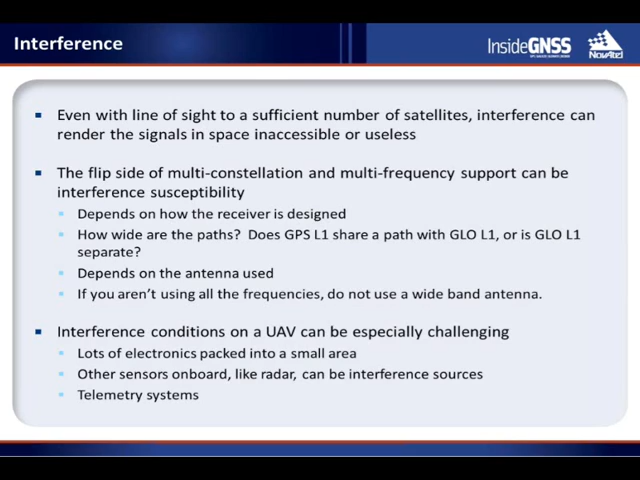 Interference
InsideGNSS
NovAtel
Even with line of sight to a sufficient number of satellites, interference can
render the signals in space inaccessible or useless
The flip side of multi-constellation and multi-frequency support can be
interference susceptibility
Depends on how the receiver is designed
How wide are the paths? Does GPS L1 share a path with GLO L1, or is GLO L1
separate?
Depends on the antenna used
If you aren't using all the frequencies, do not use a wide band antenna.
Interference conditions on a UAV can be especially challenging
Lots of electronics packed into a small area
Other sensors onboard, like radar, can be interference sources
Telemetry systems